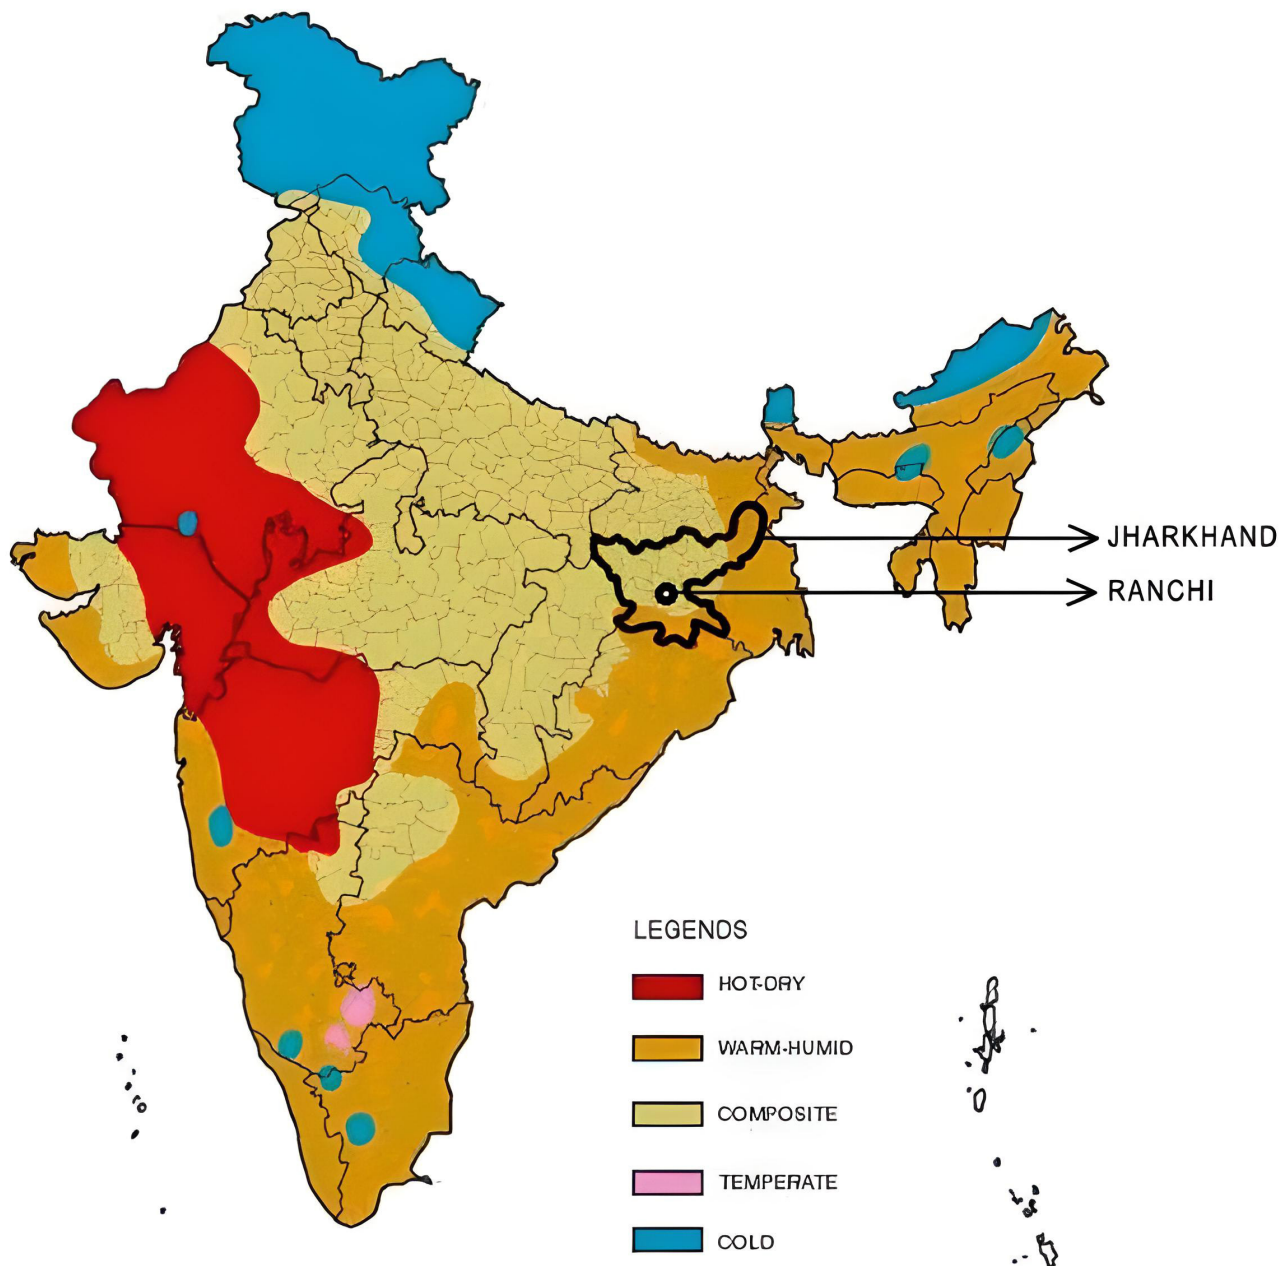 JHARKHAND
RANCHI
LEGENDS
HOT-DRY
WARM-HUMID
COMPOSITE
TEMPERATE
COLD